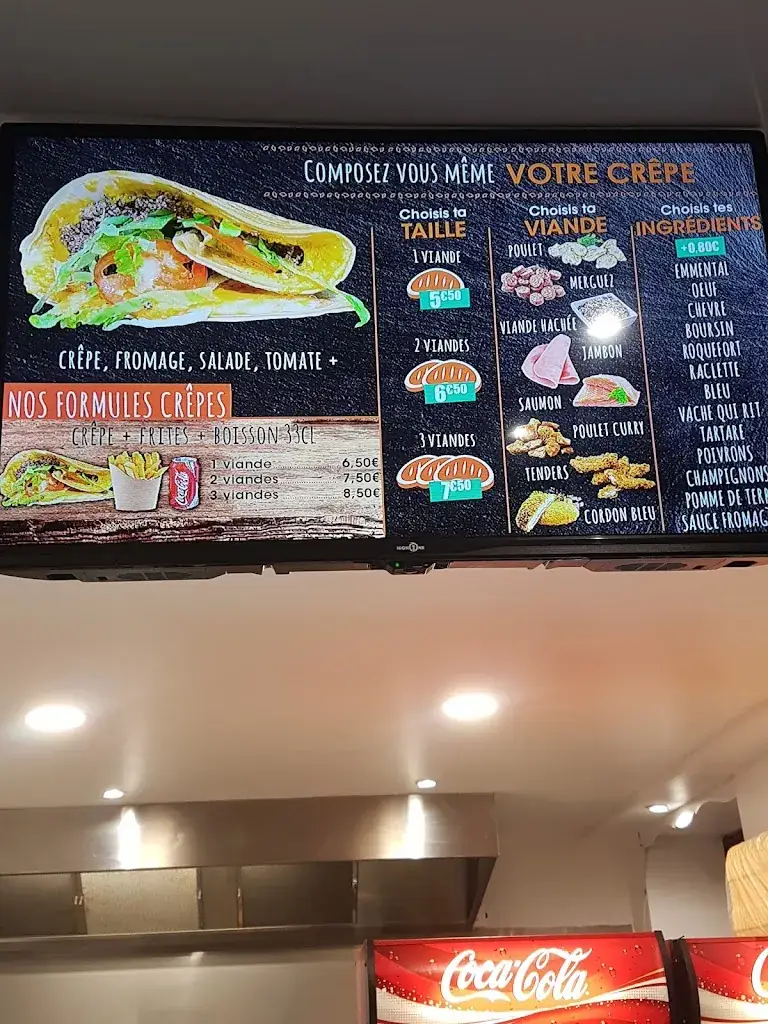 COMPOSEZ VOUS MÊME VOTRE CRÊPE
CRÊPE, FROMAGE, SALADE, TOMATE +
NOS FORMULES CRÊPES
CRÊPE + FRITES + BOISSON 33CL
1 viande 6,50€
2 viandes 7,50€
3 viandes 8,50€
Choisis ta
TAILLE
1 VIANDE
5€50
2 VIANDES
6€50
3 VIANDES
7€50
Choisis ta
VIANDE
POULET
MERGUEZ
VIANDE HACHÉE
JAMBON
SAUMON
POULET CURRY
TENDERS
CORDON BLEU
Choisis tes
INGRÉDIENTS
+0.80€
EMMENTAL
OEUF
CHEVRE
BOURSIN
ROQUEFORT
RACLETTE
BLEU
VACHE QUI RIT
TARTARE
POIVRONS
CHAMPIGNONS
POMME DE TERR
SAUCE FROMAG
Coca-Cola